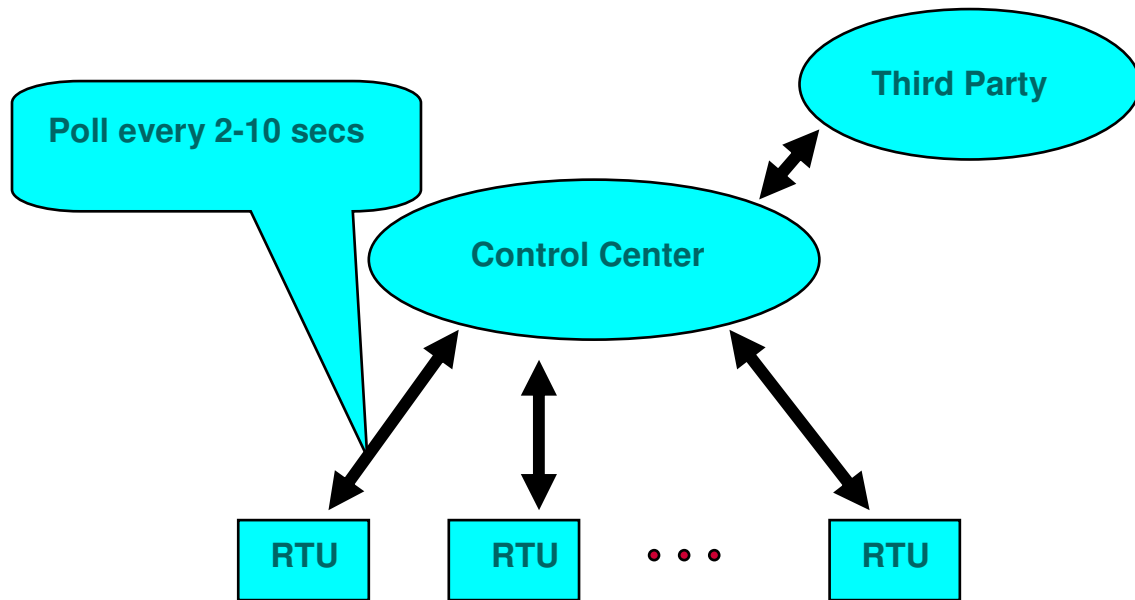 Third Party
Poll every 2-10 secs
Control Center
RTU
RTU
RTU